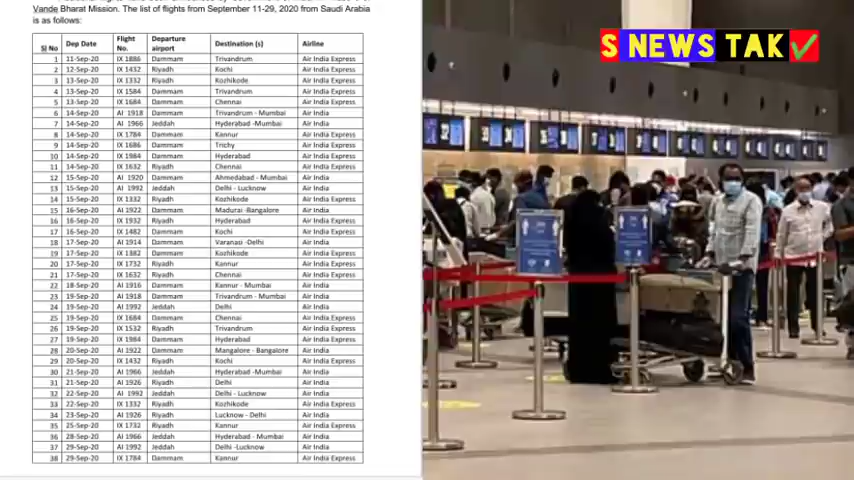 Vande Bharat Mission. The list of flights from September 11-29, 2020 from Saudi Arabia
is as follows:
Sl No Dep Date Flight No. Departure airport Destination (s) Airline
1 11-Sep-20 IX 1886 Dammam Trivandrum Air India Express
2 12-Sep-20 IX 1432 Riyadh Kochi Air India Express
3 13-Sep-20 IX 1332 Riyadh Kozhikode Air India Express
4 13-Sep-20 IX 1584 Dammam Trivandrum Air India Express
5 13-Sep-20 IX 1684 Dammam Chennai Air India Express
6 14-Sep-20 AI 1918 Dammam Trivandrum - Mumbai Air India
7 14-Sep-20 AI 1966 Jeddah Hyderabad -Mumbai Air India
8 14-Sep-20 IX 1784 Dammam Kannur Air India Express
9 14-Sep-20 IX 1686 Dammam Trichy Air India Express
10 14-Sep-20 IX 1984 Dammam Hyderabad Air India Express
11 14-Sep-20 IX 1632 Riyadh Chennai Air India Express
12 15-Sep-20 AI 1920 Dammam Ahmedabad - Mumbai Air India
13 15-Sep-20 AI 1992 Jeddah Delhi - Lucknow Air India
14 15-Sep-20 IX 1332 Riyadh Kozhikode Air India Express
15 16-Sep-20 AI 1922 Dammam Madurai -Bangalore Air India
16 16-Sep-20 IX 1932 Riyadh Hyderabad Air India Express
17 16-Sep-20 IX 1482 Dammam Kochi Air India Express
18 17-Sep-20 AI 1914 Dammam Varanasi -Delhi Air India
19 17-Sep-20 IX 1382 Dammam Kozhikode Air India Express
20 17-Sep-20 IX 1732 Riyadh Kannur Air India Express
21 17-Sep-20 IX 1632 Riyadh Chennai Air India Express
22 18-Sep-20 AI 1916 Dammam Kannur - Mumbai Air India
23 19-Sep-20 AI 1918 Dammam Trivandrum - Mumbai Air India
24 19-Sep-20 AI 1992 Jeddah Delhi Air India
25 19-Sep-20 IX 1684 Dammam Chennai Air India Express
26 19-Sep-20 IX 1532 Riyadh Trivandrum Air India Express
27 19-Sep-20 IX 1984 Dammam Hyderabad Air India Express
28 20-Sep-20 AI 1922 Dammam Mangalore - Bangalore Air India
29 20-Sep-20 IX 1432 Riyadh Kochi Air India Express
30 21-Sep-20 AI 1966 Jeddah Hyderabad -Mumbai Air India
31 21-Sep-20 AI 1926 Riyadh Delhi Air India
32 22-Sep-20 AI 1992 Jeddah Delhi - Lucknow Air India
33 22-Sep-20 IX 1332 Riyadh Kozhikode Air India Express
34 23-Sep-20 AI 1926 Riyadh Lucknow - Delhi Air India
35 25-Sep-20 IX 1732 Riyadh Kannur Air India Express
36 28-Sep-20 AI 1966 Jeddah Hyderabad - Mumbai Air India
37 29-Sep-20 AI 1992 Jeddah Delhi -Lucknow Air India
38 29-Sep-20 IX 1784 Dammam Kannur Air India Express
S NEWS TAK